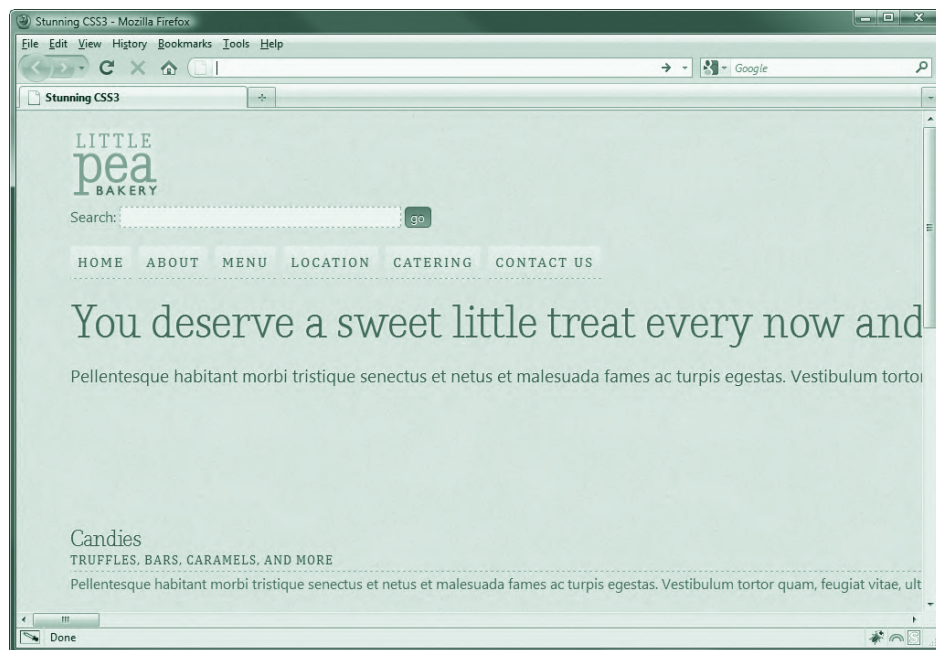 Stunning CSS3 - Mozilla Firefox
File Edit View History Bookmarks Tools Help
Google
Stunning CSS3
LITTLE
pea
BAKERY
Search: go
HOME ABOUT MENU LOCATION CATERING CONTACT US
You deserve a sweet little treat every now and
Pellentesque habitant morbi tristique senectus et netus et malesuada fames ac turpis egestas. Vestibulum tortor
Candies
TRUFFLES, BARS, CARAMELS, AND MORE
Pellentesque habitant morbi tristique senectus et netus et malesuada fames ac turpis egestas. Vestibulum tortor quam, feugiat vitae, ult
Done